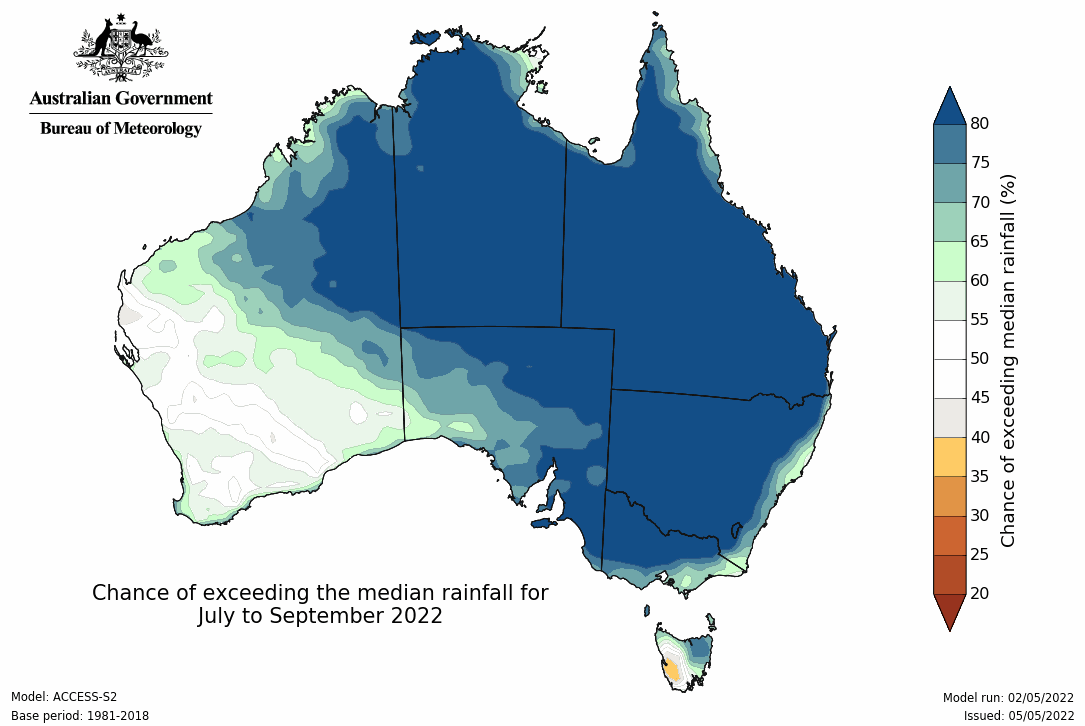 Australian Government
Bureau of Meteorology
80
75
70
65
60
55
50
45
40
35
30
25
20
Chance of exceeding median rainfall (%)
Chance of exceeding the median rainfall for
July to September 2022
Model: ACCESS-S2
Base period: 1981-2018
Model run: 02/05/2022
Issued: 05/05/2022